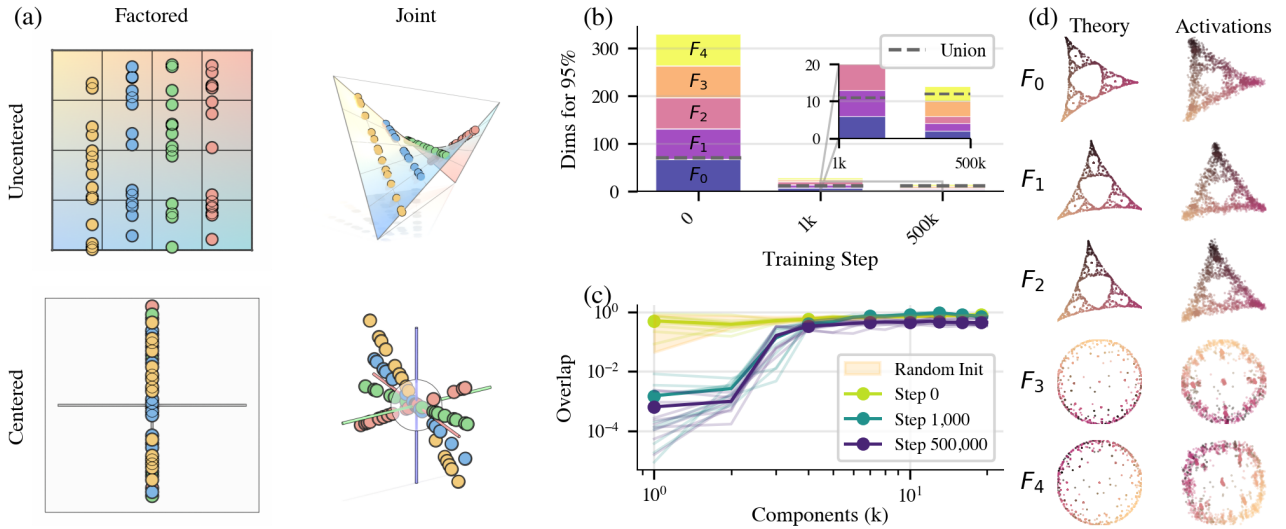 (a)
Factored
Joint
Uncentered
Centered
(b)
Dims for 95%
300
200
100
0
F4
F3
F2
F1
F0
Union
20
10
0
1k
500k
0
1k
500k
Training Step
(c)
Overlap
10^0
10^−2
10^−4
Random Init
Step 0
Step 1,000
Step 500,000
10^0
10^1
Components (k)
(d)
Theory
Activations
F0
F1
F2
F3
F4